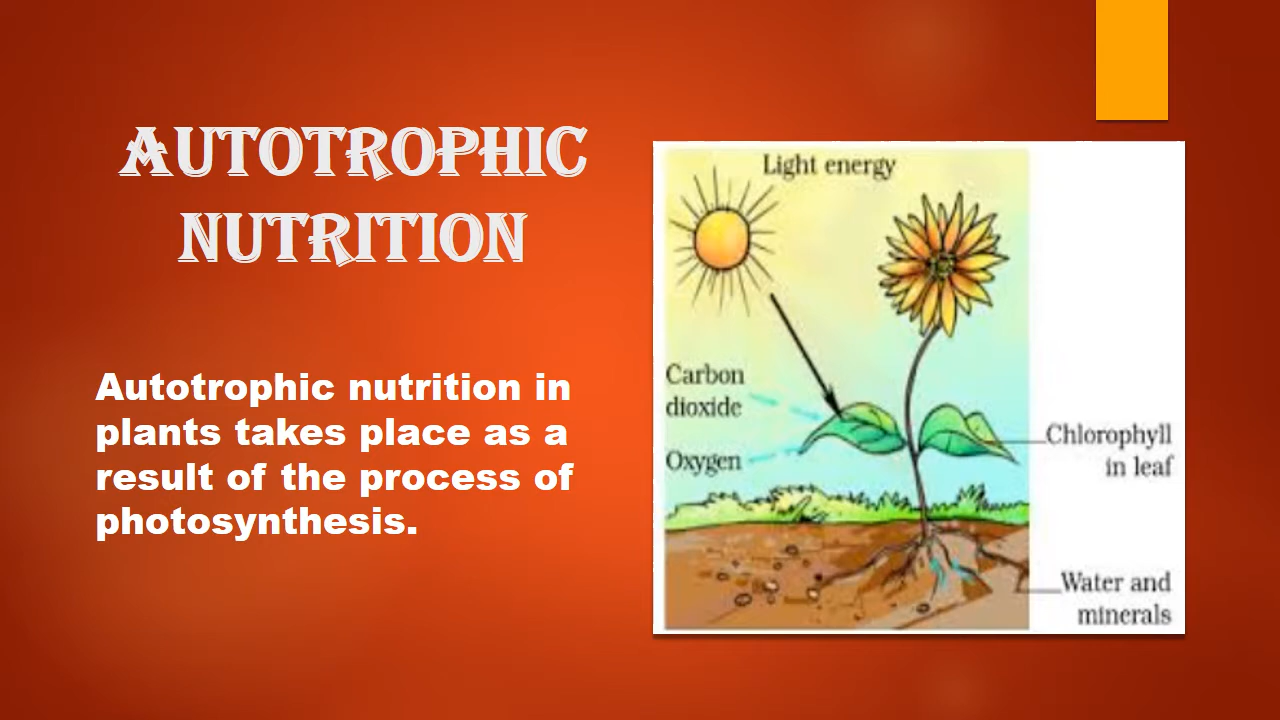 AUTOTROPHIC
NUTRITION
Autotrophic nutrition in
plants takes place as a
result of the process of
photosynthesis.
Light energy
Carbon
dioxide
Oxygen
Chlorophyll
in leaf
Water and
minerals